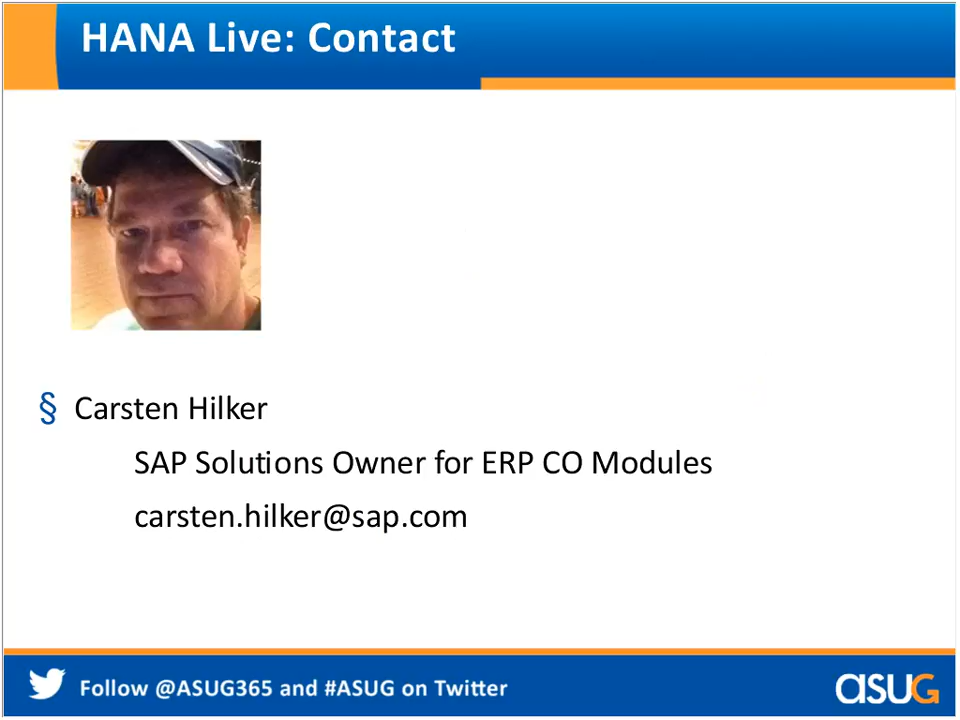 HANA Live: Contact
§ Carsten Hilker
SAP Solutions Owner for ERP CO Modules
carsten.hilker@sap.com
Follow @ASUG365 and #ASUG on Twitter
asuG